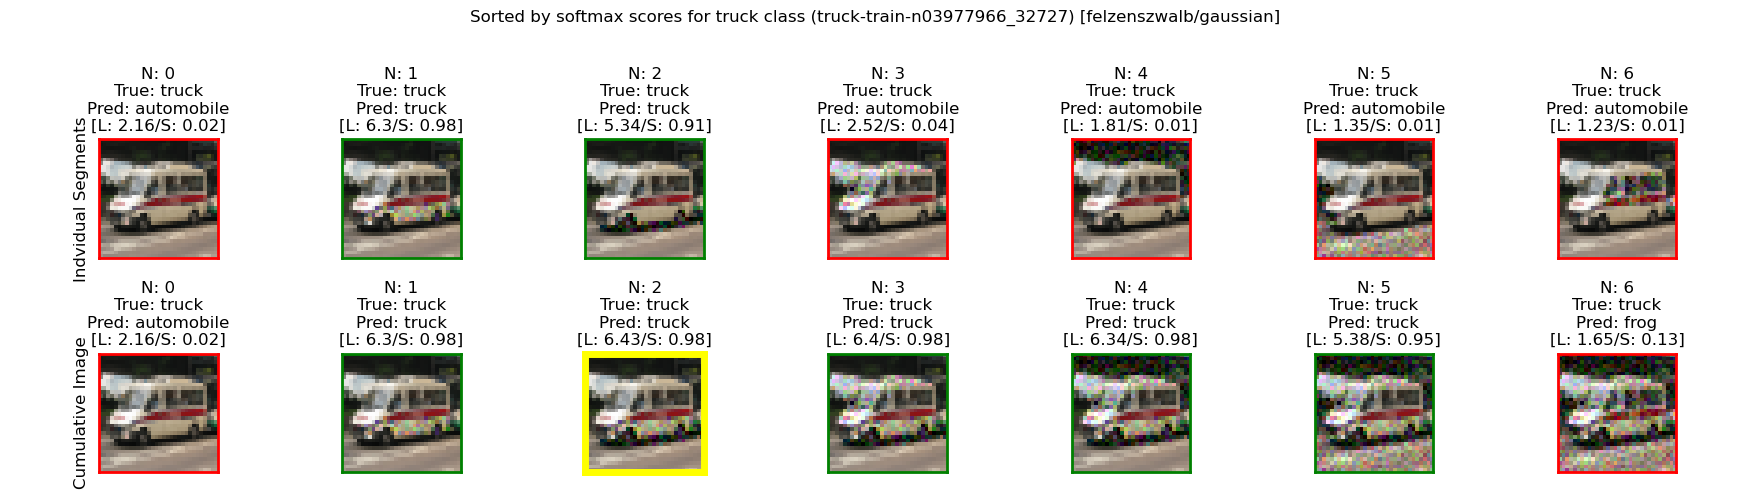 Sorted by softmax scores for truck class (truck-train-n03977966_32727) [felzenszwalb/gaussian]
Indvidual Segments
N: 0
True: truck
Pred: automobile
[L: 2.16/S: 0.02]
N: 1
True: truck
Pred: truck
[L: 6.3/S: 0.98]
N: 2
True: truck
Pred: truck
[L: 5.34/S: 0.91]
N: 3
True: truck
Pred: automobile
[L: 2.52/S: 0.04]
N: 4
True: truck
Pred: automobile
[L: 1.81/S: 0.01]
N: 5
True: truck
Pred: automobile
[L: 1.35/S: 0.01]
N: 6
True: truck
Pred: automobile
[L: 1.23/S: 0.01]
Cumulative Image
N: 0
True: truck
Pred: automobile
[L: 2.16/S: 0.02]
N: 1
True: truck
Pred: truck
[L: 6.3/S: 0.98]
N: 2
True: truck
Pred: truck
[L: 6.43/S: 0.98]
N: 3
True: truck
Pred: truck
[L: 6.4/S: 0.98]
N: 4
True: truck
Pred: truck
[L: 6.34/S: 0.98]
N: 5
True: truck
Pred: truck
[L: 5.38/S: 0.95]
N: 6
True: truck
Pred: frog
[L: 1.65/S: 0.13]